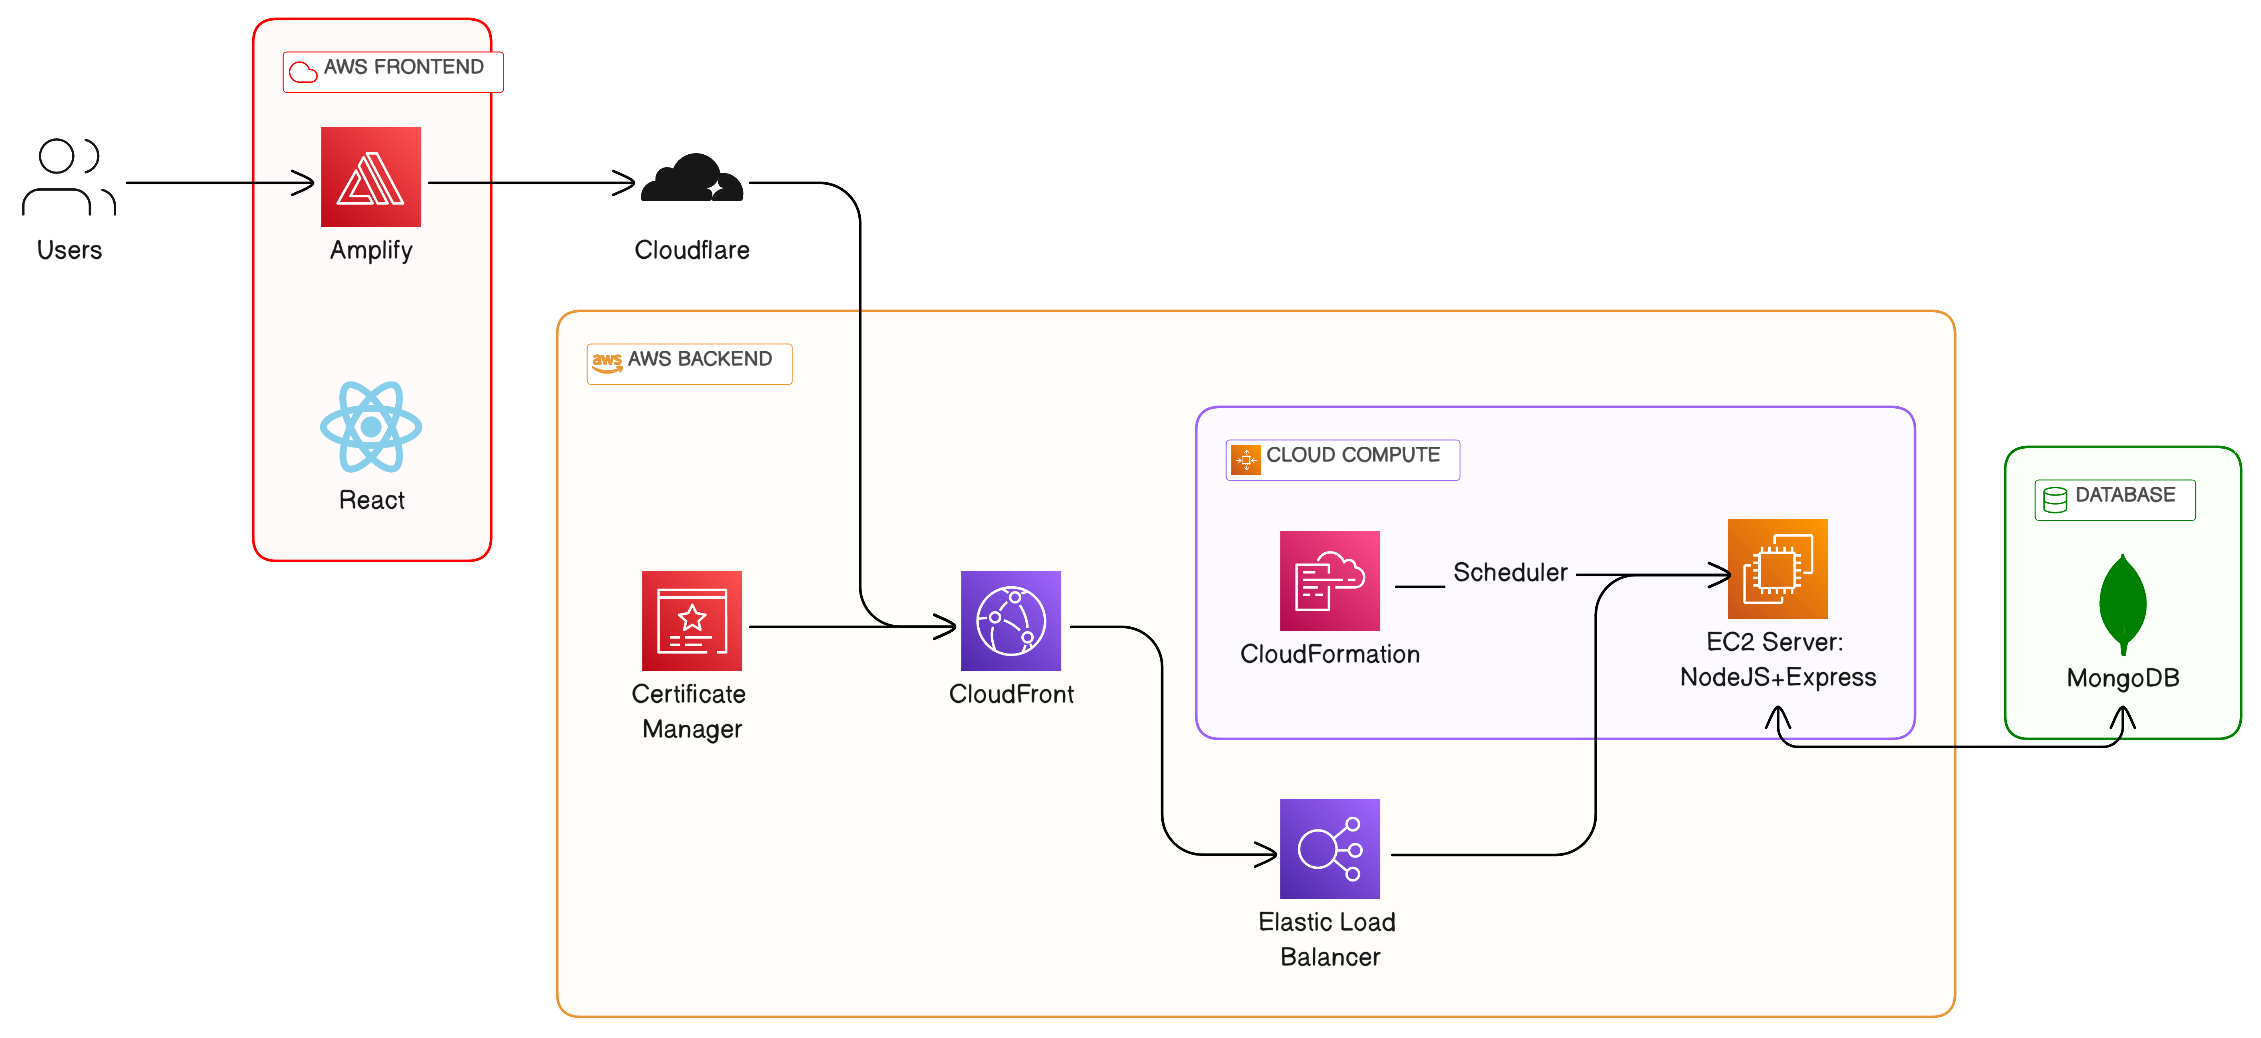 AWS FRONTEND
Users
Amplify
Cloudflare
React
aws AWS BACKEND
CLOUD COMPUTE
Scheduler
CloudFormation
EC2 Server:
NodeJS+Express
Certificate
Manager
CloudFront
Elastic Load
Balancer
DATABASE
MongoDB